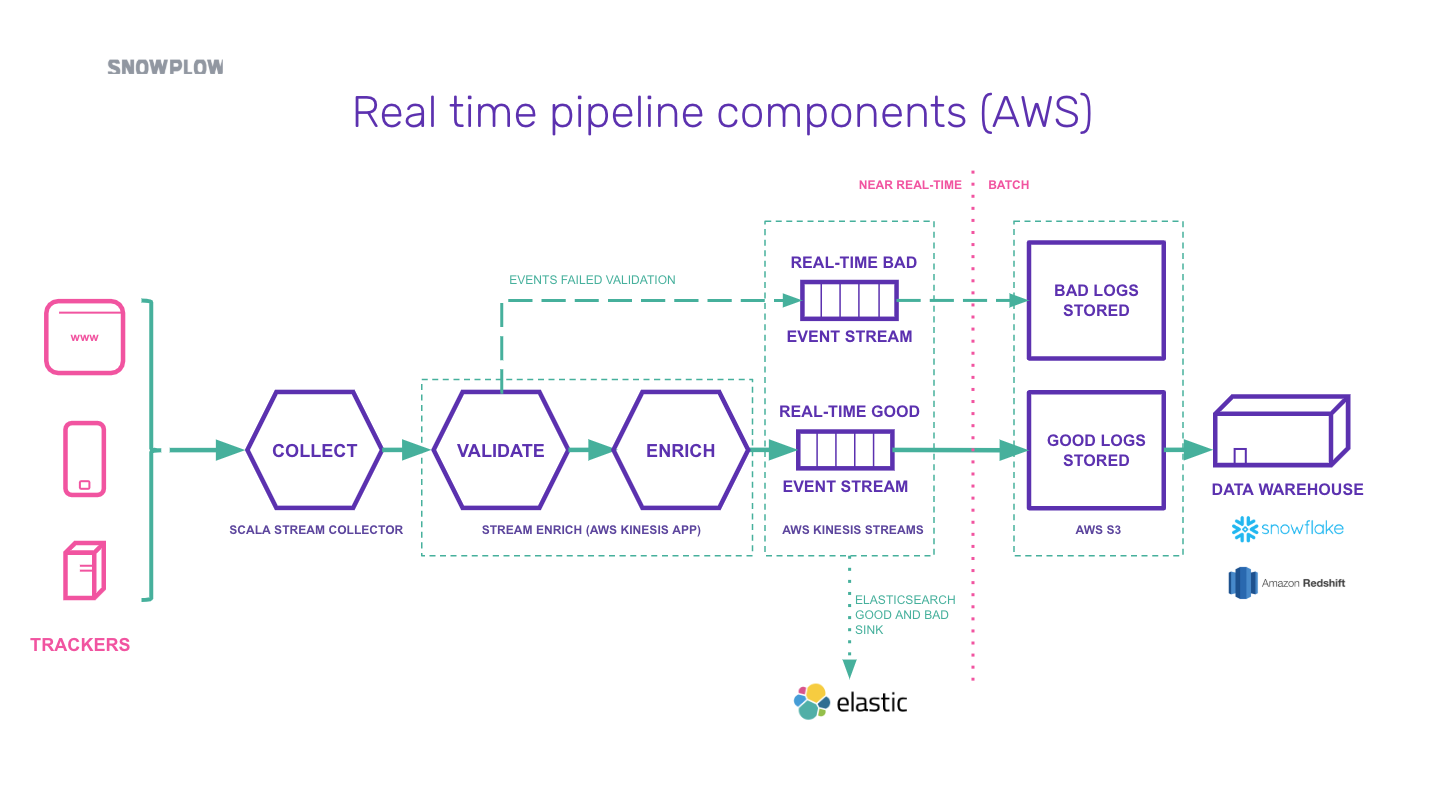 SNOWPLOW
Real time pipeline components (AWS)
NEAR REAL-TIME
BATCH
REAL-TIME BAD
EVENTS FAILED VALIDATION
BAD LOGS
STORED
EVENT STREAM
www
REAL-TIME GOOD
COLLECT
VALIDATE
ENRICH
GOOD LOGS
STORED
EVENT STREAM
DATA WAREHOUSE
SCALA STREAM COLLECTOR
STREAM ENRICH (AWS KINESIS APP)
AWS KINESIS STREAMS
AWS S3
snowflake
Amazon Redshift
ELASTICSEARCH
GOOD AND BAD
SINK
TRACKERS
elastic